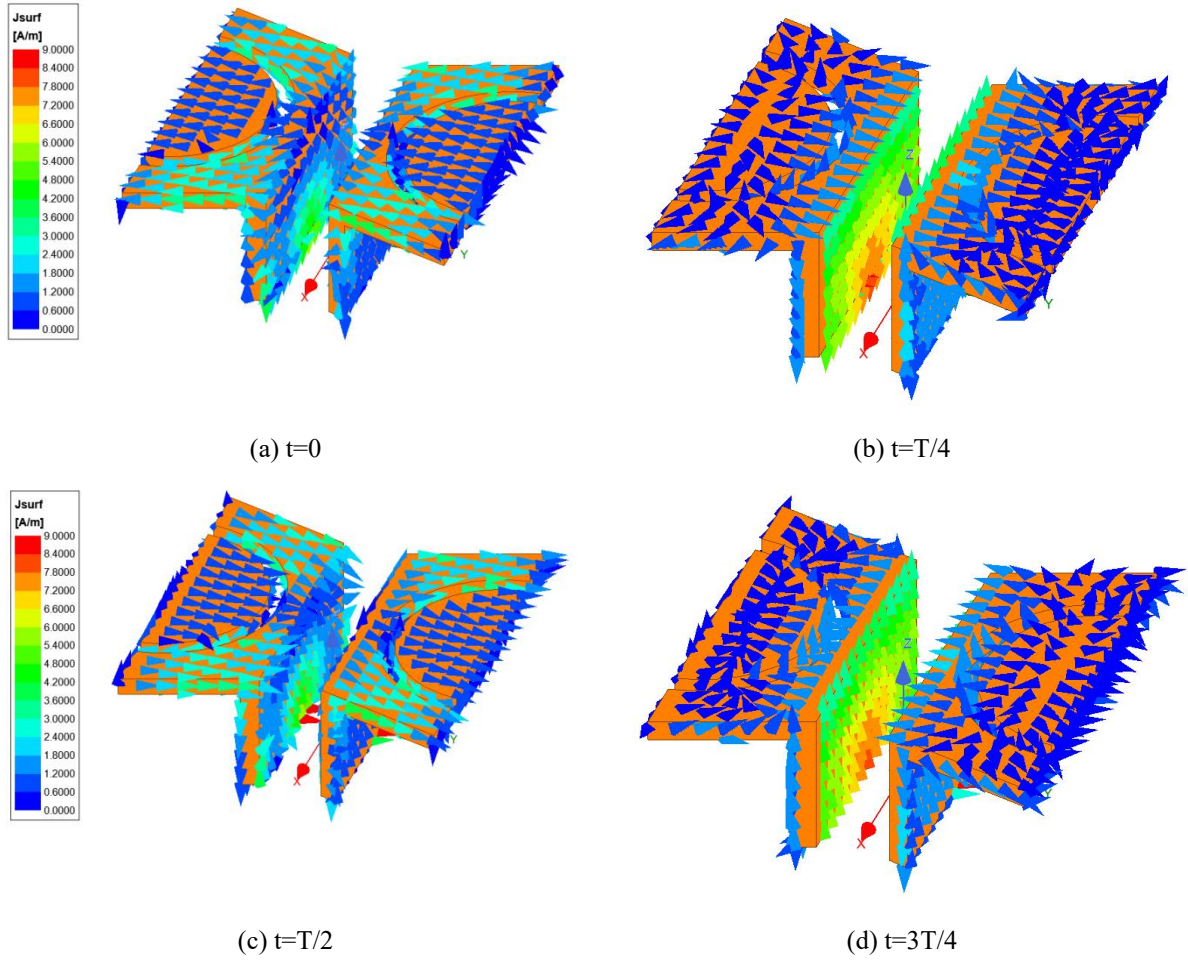 Jsurf
[A/m]
9.0000
8.4000
7.8000
7.2000
6.6000
6.0000
5.4000
4.8000
4.2000
3.6000
3.0000
2.4000
1.8000
1.2000
0.6000
0.0000
X
Y
Z
X
Y
(a) t=0
(b) t=T/4
Jsurf
[A/m]
9.0000
8.4000
7.8000
7.2000
6.6000
6.0000
5.4000
4.8000
4.2000
3.6000
3.0000
2.4000
1.8000
1.2000
0.6000
0.0000
X
Y
Z
X
Y
(c) t=T/2
(d) t=3T/4